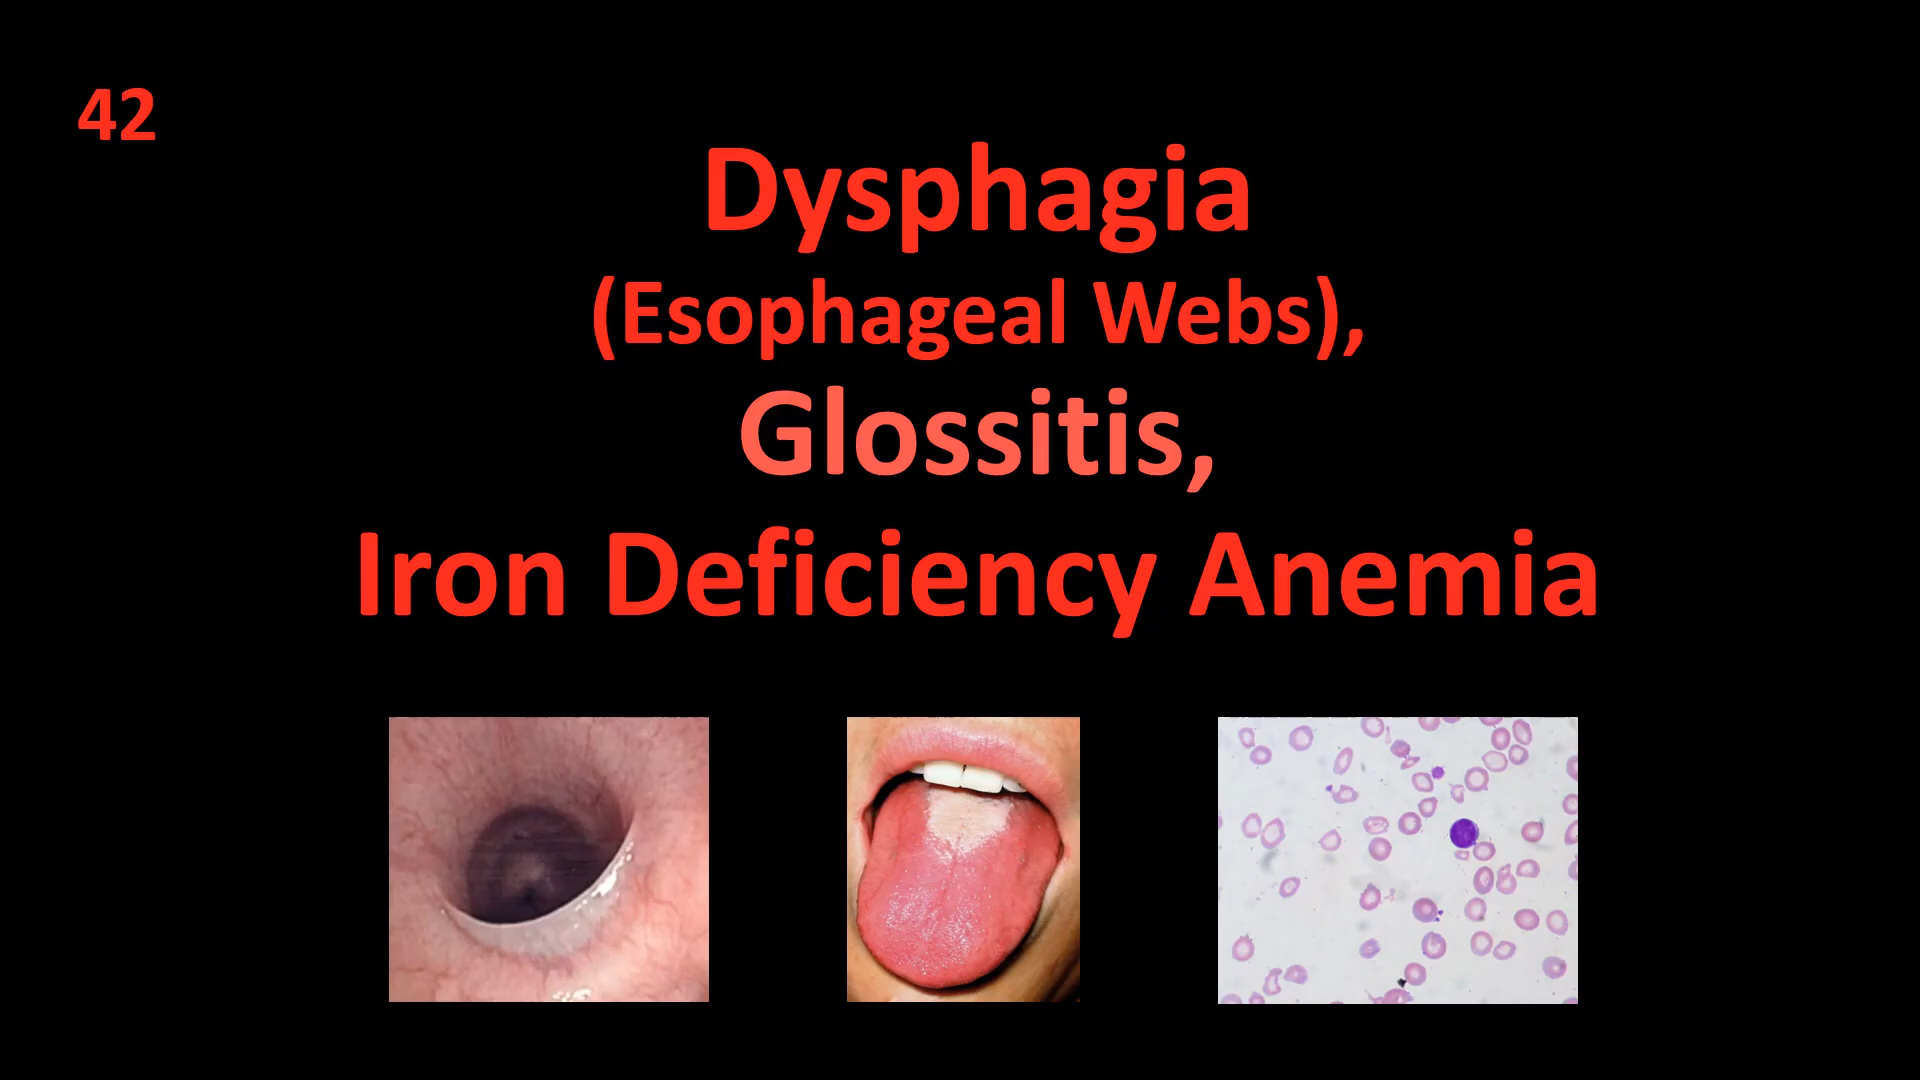 42
Dysphagia
(Esophageal Webs),
Glossitis,
Iron Deficiency Anemia